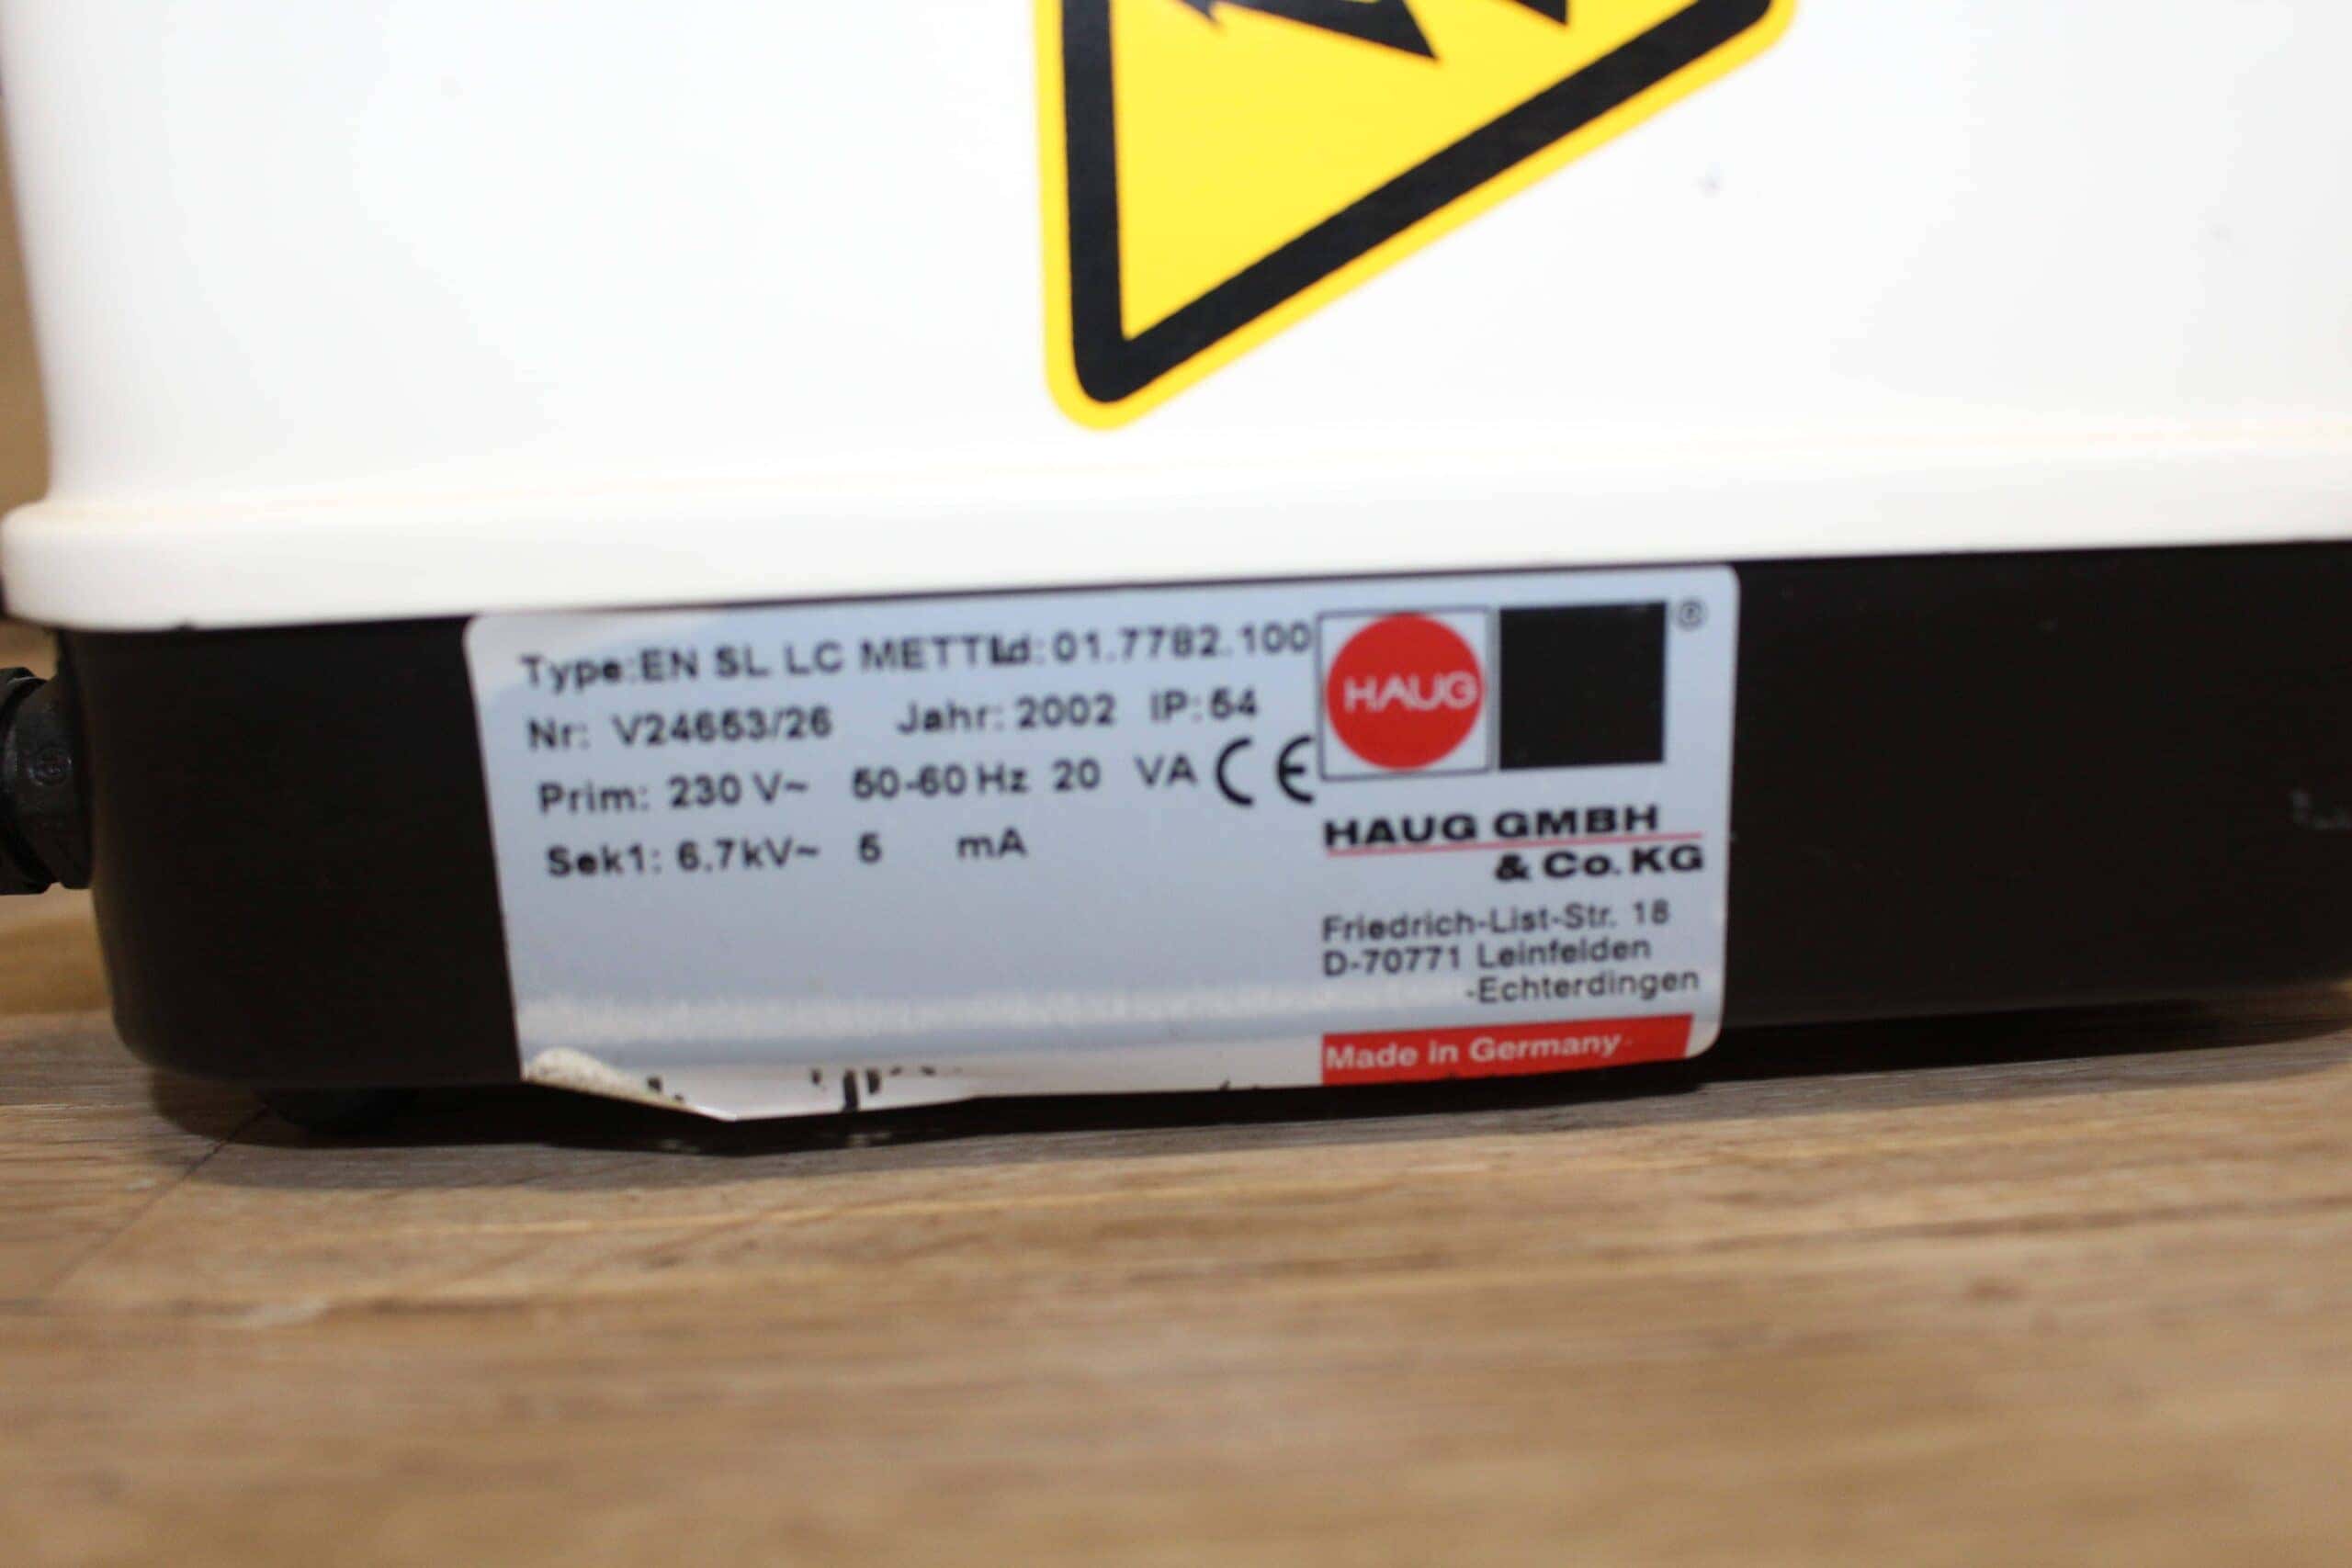 Type:EN SL LC METTLd:01.7782.100
Nr: V24653/26 Jahr: 2002 IP:54
Prim: 230 V~ 50-60 Hz 20 VA CE
Sek1: 6.7kV~ 5 mA
HAUG
®
HAUG GMBH
& Co. KG
Friedrich-List-Str. 18
D-70771 Leinfelden
-Echterdingen
Made in Germany